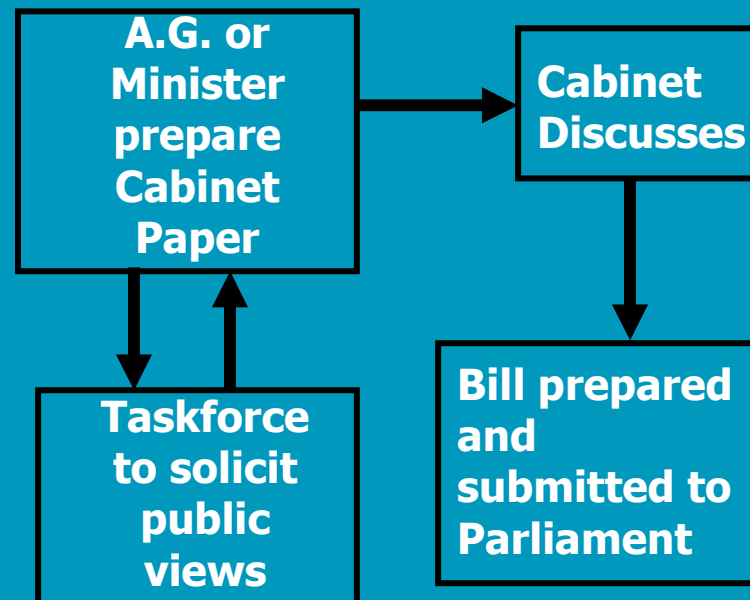 A.G. or
Minister
prepare
Cabinet
Paper
Cabinet
Discusses
Taskforce
to solicit
public
views
Bill prepared
and
submitted to
Parliament